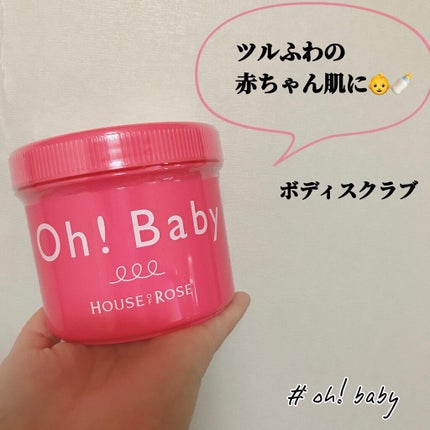 ツルふわの
赤ちゃん肌に👶🍼
ボディスクラブ
Oh! Baby
HOUSE OF ROSE
# oh! baby